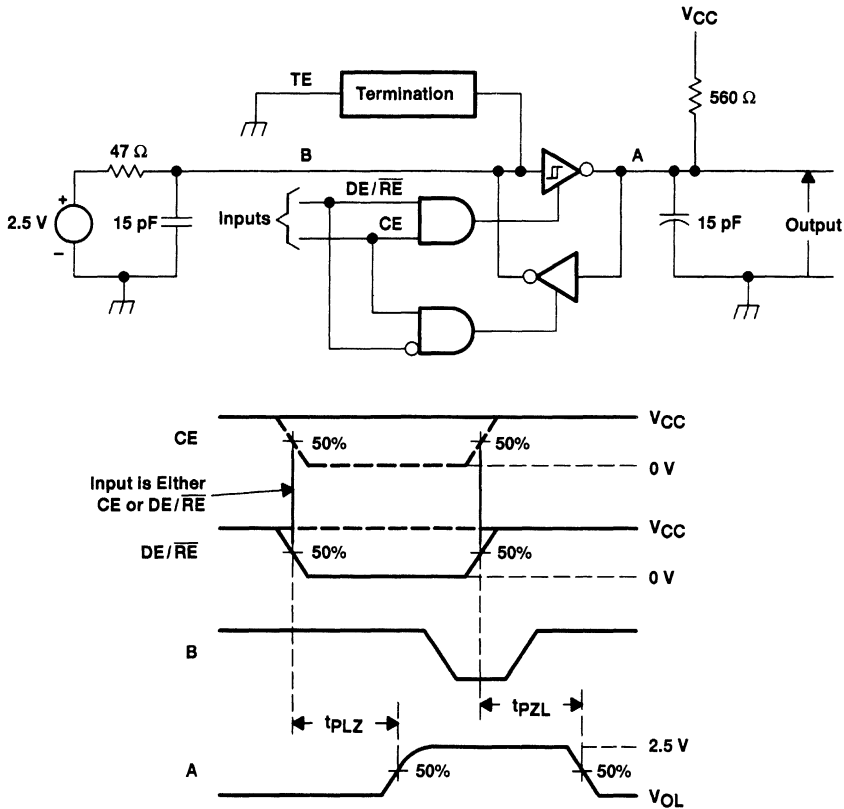 VCC
TE
Termination
560 Ω
47 Ω
B
A
DE/RE
2.5 V
+
−
15 pF
Inputs
CE
15 pF
Output
CE
50%
50%
VCC
0 V
Input is Either
CE or DE/RE
DE/RE
50%
50%
VCC
0 V
B
tPLZ
tPZL
A
50%
50%
2.5 V
VOL